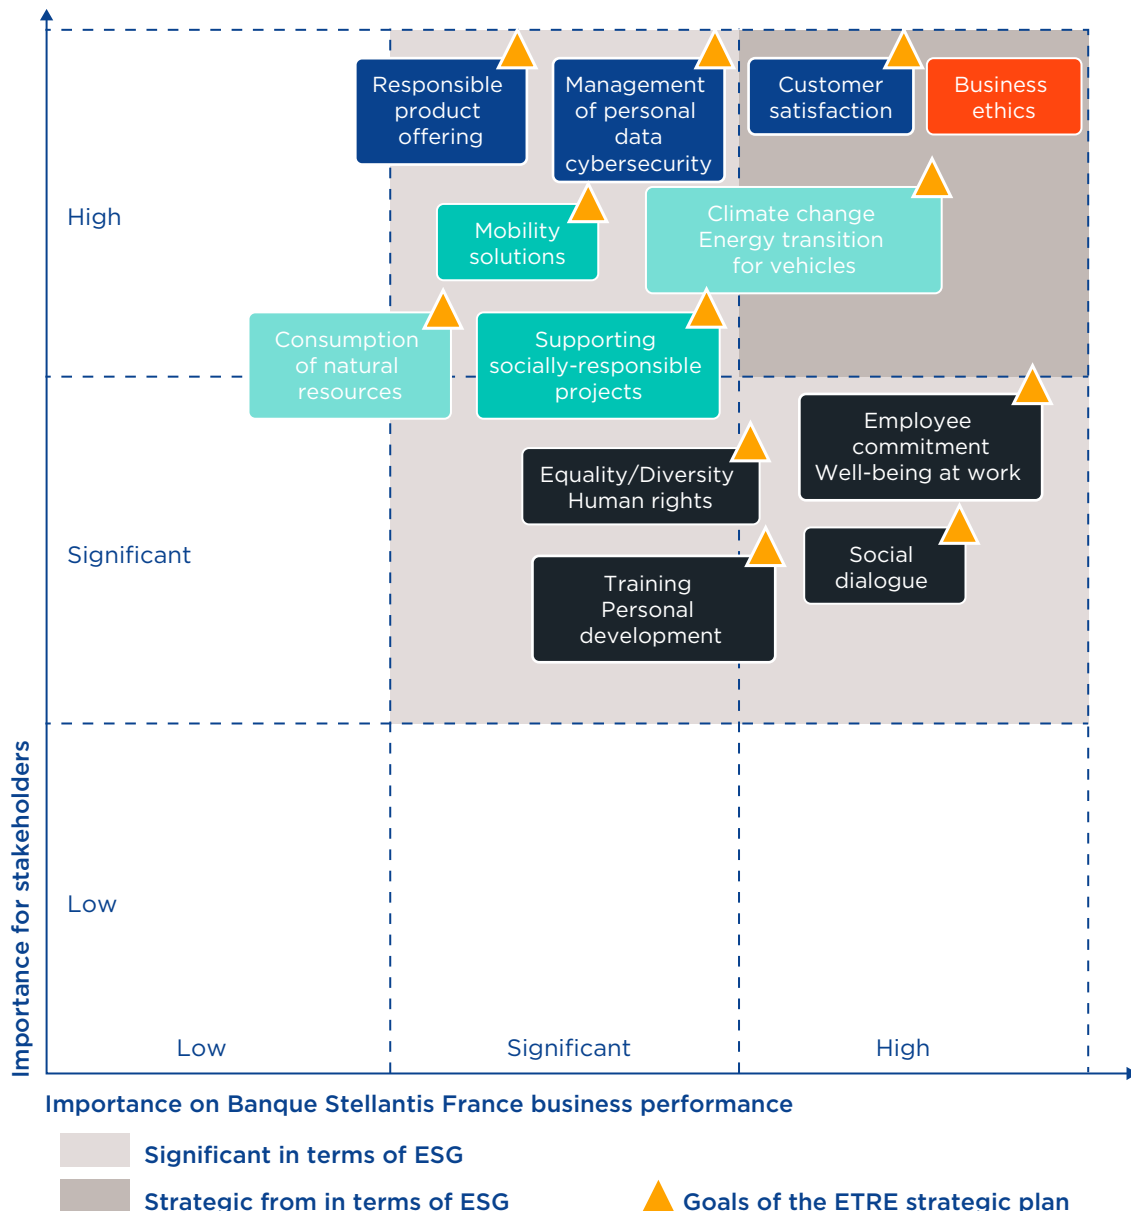 Responsible
product
offering
Management
of personal
data
cybersecurity
Customer
satisfaction
Business
ethics
High
Mobility
solutions
Climate change
Energy transition
for vehicles
Consumption
of natural
resources
Supporting
socially-responsible
projects
Employee
commitment
Well-being at work
Equality/Diversity
Human rights
Significant
Social
dialogue
Training
Personal
development
Importance for stakeholders
Low
Low
Significant
High
Importance on Banque Stellantis France business performance
Significant in terms of ESG
Strategic from in terms of ESG
Goals of the ETRE strategic plan